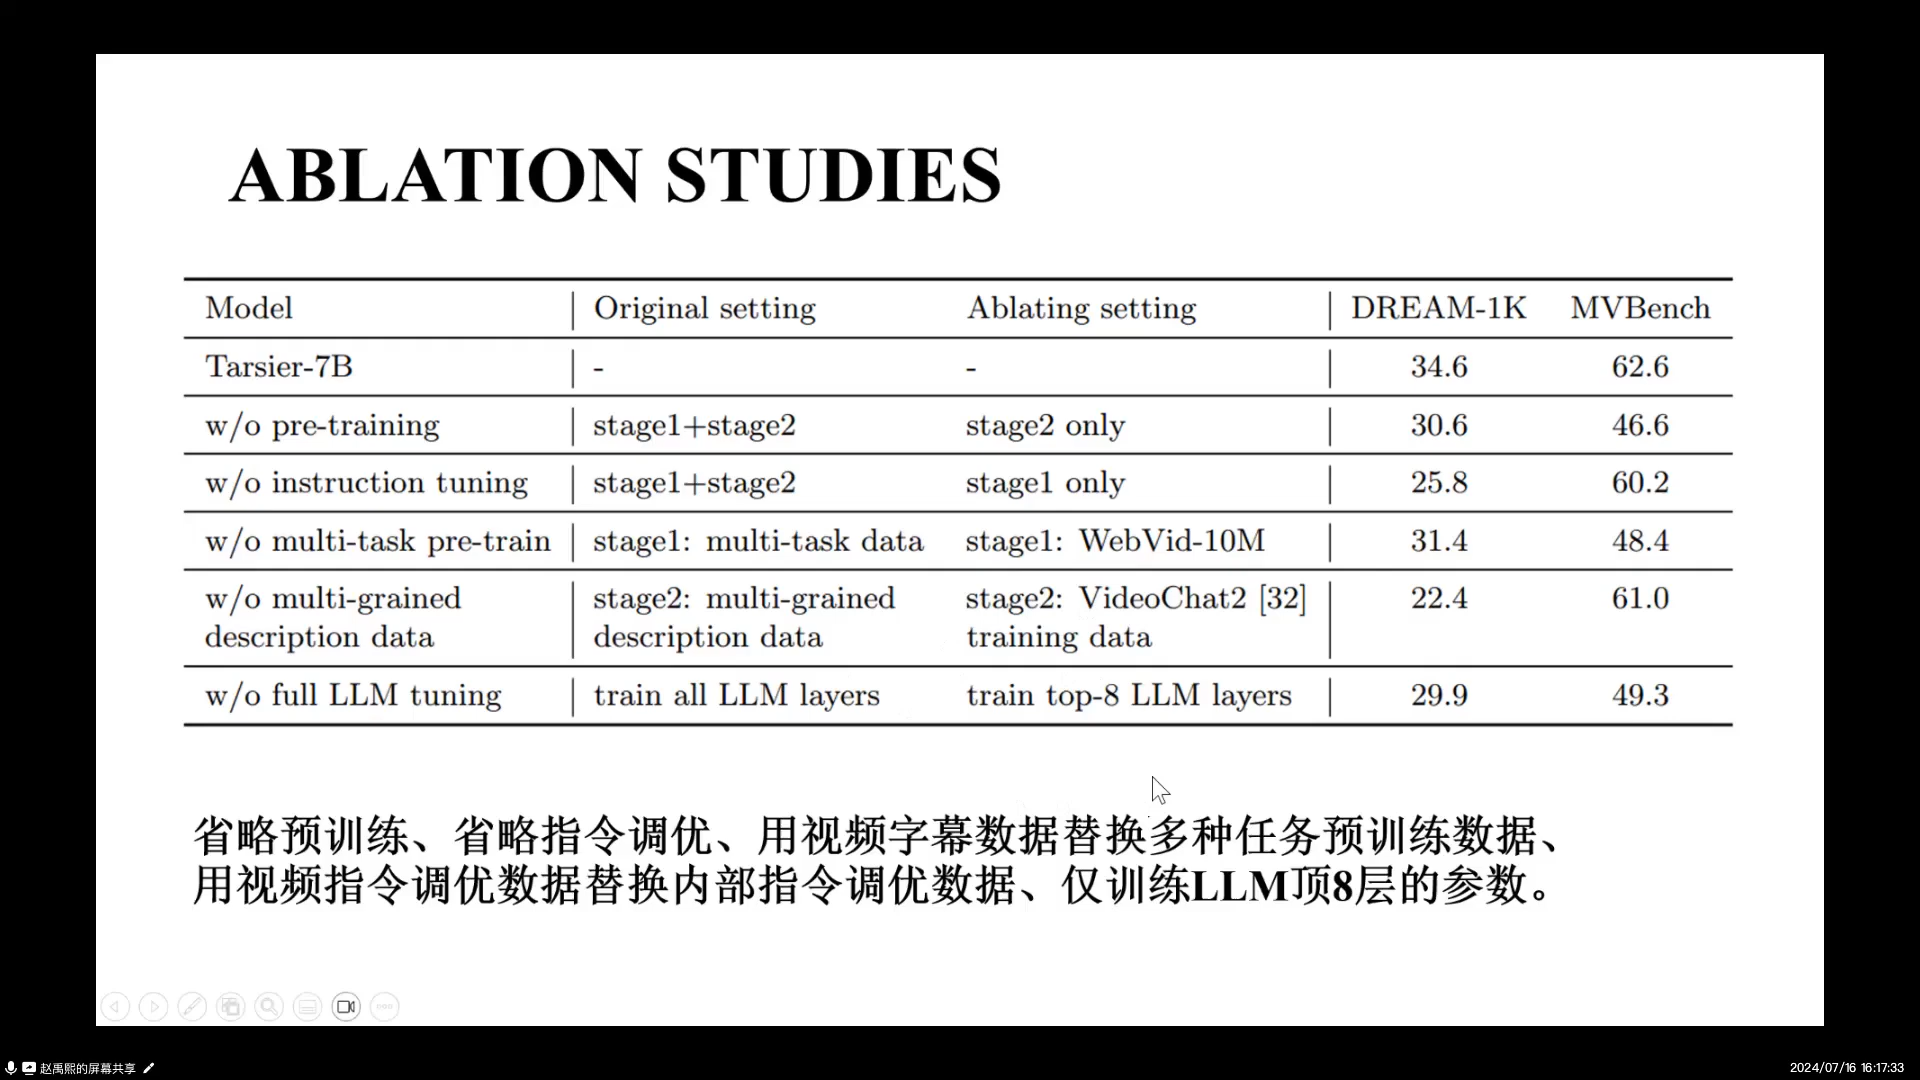 ABLATION STUDIES
Model Original setting Ablating setting DREAM-1K MVBench
Tarsier-7B - - 34.6 62.6
w/o pre-training stage1+stage2 stage2 only 30.6 46.6
w/o instruction tuning stage1+stage2 stage1 only 25.8 60.2
w/o multi-task pre-train stage1: multi-task data stage1: WebVid-10M 31.4 48.4
w/o multi-grained stage2: multi-grained stage2: VideoChat2 [32] 22.4 61.0
description data description data training data
w/o full LLM tuning train all LLM layers train top-8 LLM layers 29.9 49.3
省略预训练、省略指令调优、用视频字幕数据替换多种任务预训练数据、
用视频指令调优数据替换内部指令调优数据、仅训练LLM顶8层的参数。
赵禹熙的屏幕共享
2024/07/16 16:17:33